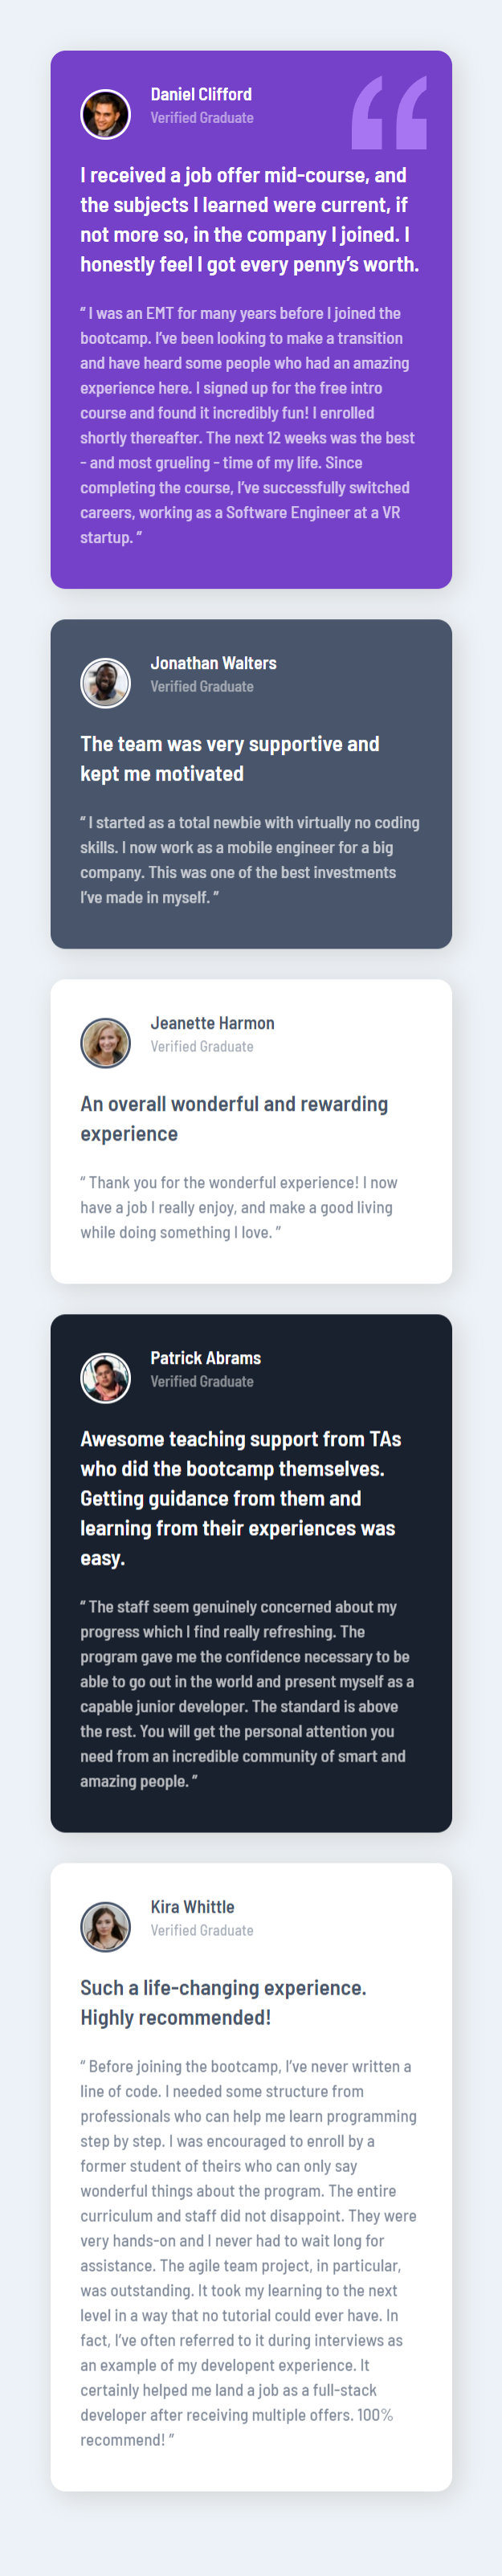 Daniel Clifford
Verified Graduate
I received a job offer mid-course, and
the subjects I learned were current, if
not more so, in the company I joined. I
honestly feel I got every penny’s worth.
“ I was an EMT for many years before I joined the
bootcamp. I’ve been looking to make a transition
and have heard some people who had an amazing
experience here. I signed up for the free intro
course and found it incredibly fun! I enrolled
shortly thereafter. The next 12 weeks was the best
- and most grueling - time of my life. Since
completing the course, I’ve successfully switched
careers, working as a Software Engineer at a VR
startup. ”
Jonathan Walters
Verified Graduate
The team was very supportive and
kept me motivated
“ I started as a total newbie with virtually no coding
skills. I now work as a mobile engineer for a big
company. This was one of the best investments
I’ve made in myself. ”
Jeanette Harmon
Verified Graduate
An overall wonderful and rewarding
experience
“ Thank you for the wonderful experience! I now
have a job I really enjoy, and make a good living
while doing something I love. ”
Patrick Abrams
Verified Graduate
Awesome teaching support from TAs
who did the bootcamp themselves.
Getting guidance from them and
learning from their experiences was
easy.
“ The staff seem genuinely concerned about my
progress which I find really refreshing. The
program gave me the confidence necessary to be
able to go out in the world and present myself as a
capable junior developer. The standard is above
the rest. You will get the personal attention you
need from an incredible community of smart and
amazing people. ”
Kira Whittle
Verified Graduate
Such a life-changing experience.
Highly recommended!
“ Before joining the bootcamp, I’ve never written a
line of code. I needed some structure from
professionals who can help me learn programming
step by step. I was encouraged to enroll by a
former student of theirs who can only say
wonderful things about the program. The entire
curriculum and staff did not disappoint. They were
very hands-on and I never had to wait long for
assistance. The agile team project, in particular,
was outstanding. It took my learning to the next
level in a way that no tutorial could ever have. In
fact, I’ve often referred to it during interviews as
an example of my developent experience. It
certainly helped me land a job as a full-stack
developer after receiving multiple offers. 100%
recommend! ”